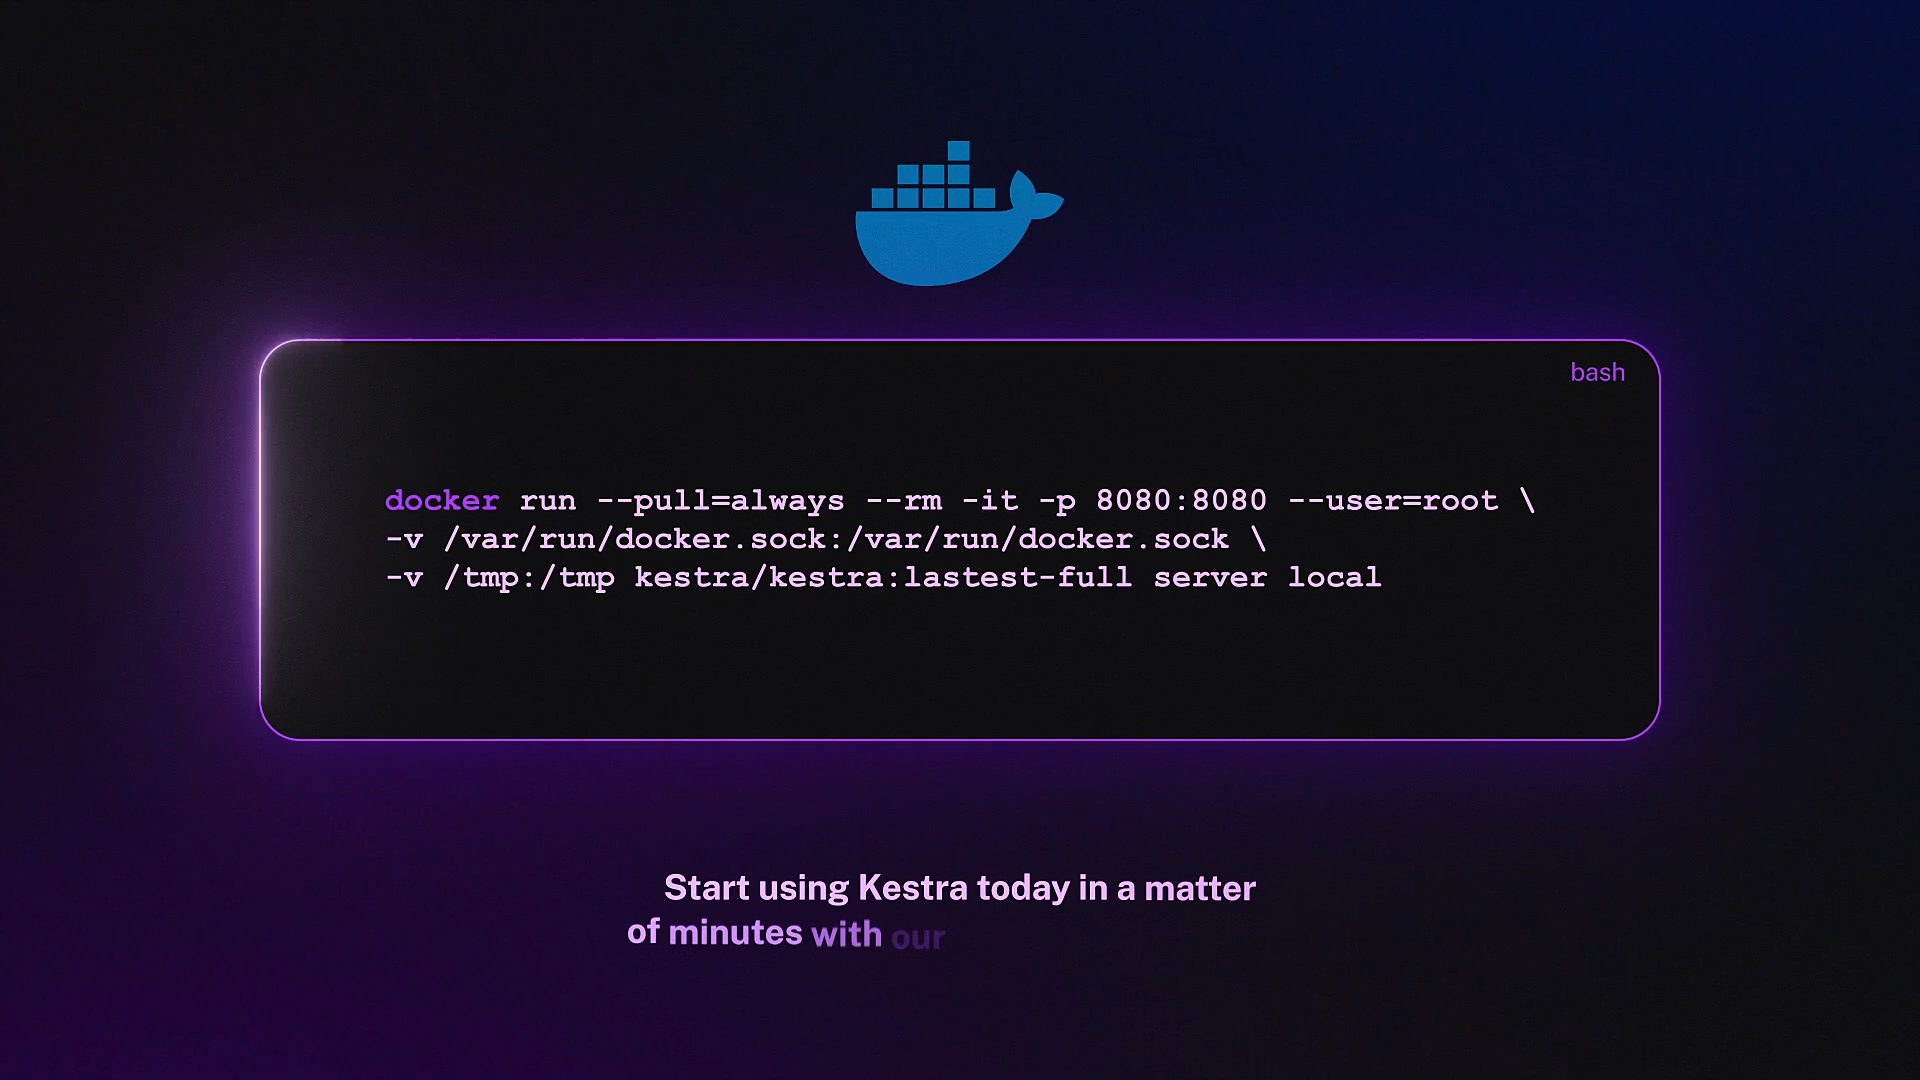 bash
docker run --pull=always --rm -it -p 8080:8080 --user=root \
-v /var/run/docker.sock:/var/run/docker.sock \
-v /tmp:/tmp kestra/kestra:lastest-full server local
Start using Kestra today in a matter
of minutes with our